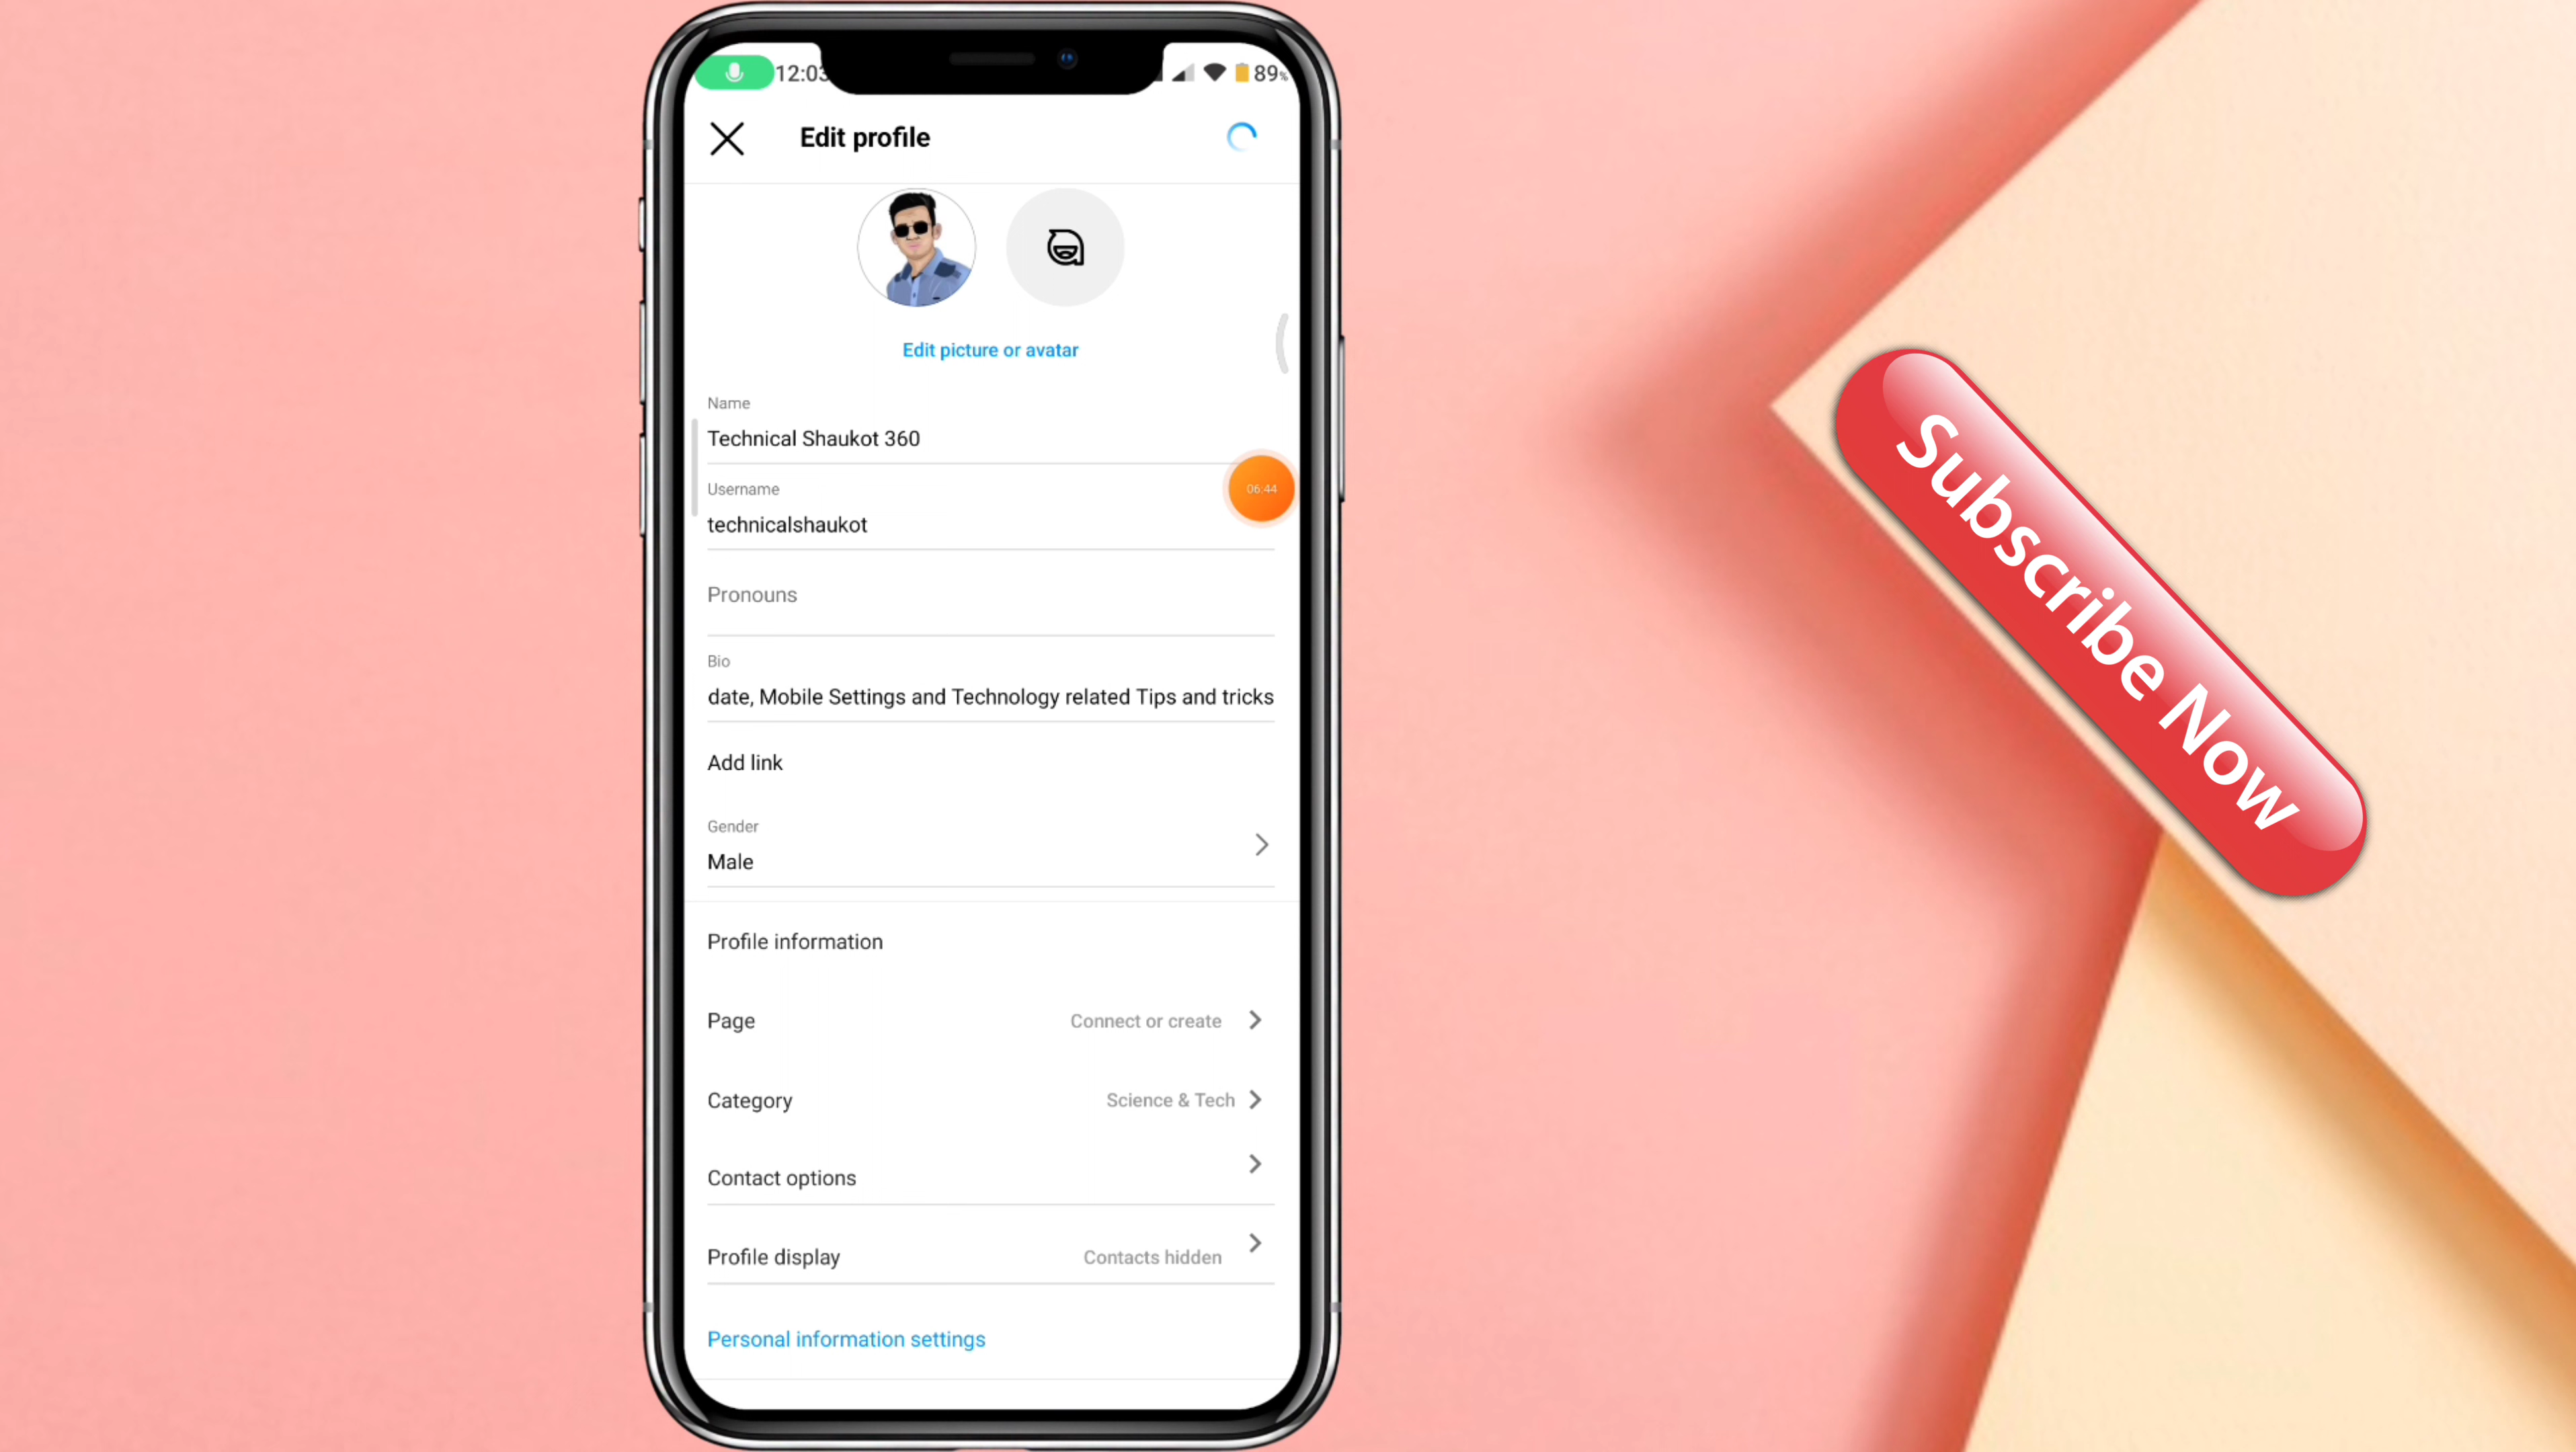 12:03
89%
Edit profile
Edit picture or avatar
Name
Technical Shaukot 360
06:44
Username
technicalshaukot
Pronouns
Bio
date, Mobile Settings and Technology related Tips and tricks
Add link
Gender
Male
Profile information
Page Connect or create
Category Science & Tech
Contact options
Profile display Contacts hidden
Personal information settings
Subscribe Now